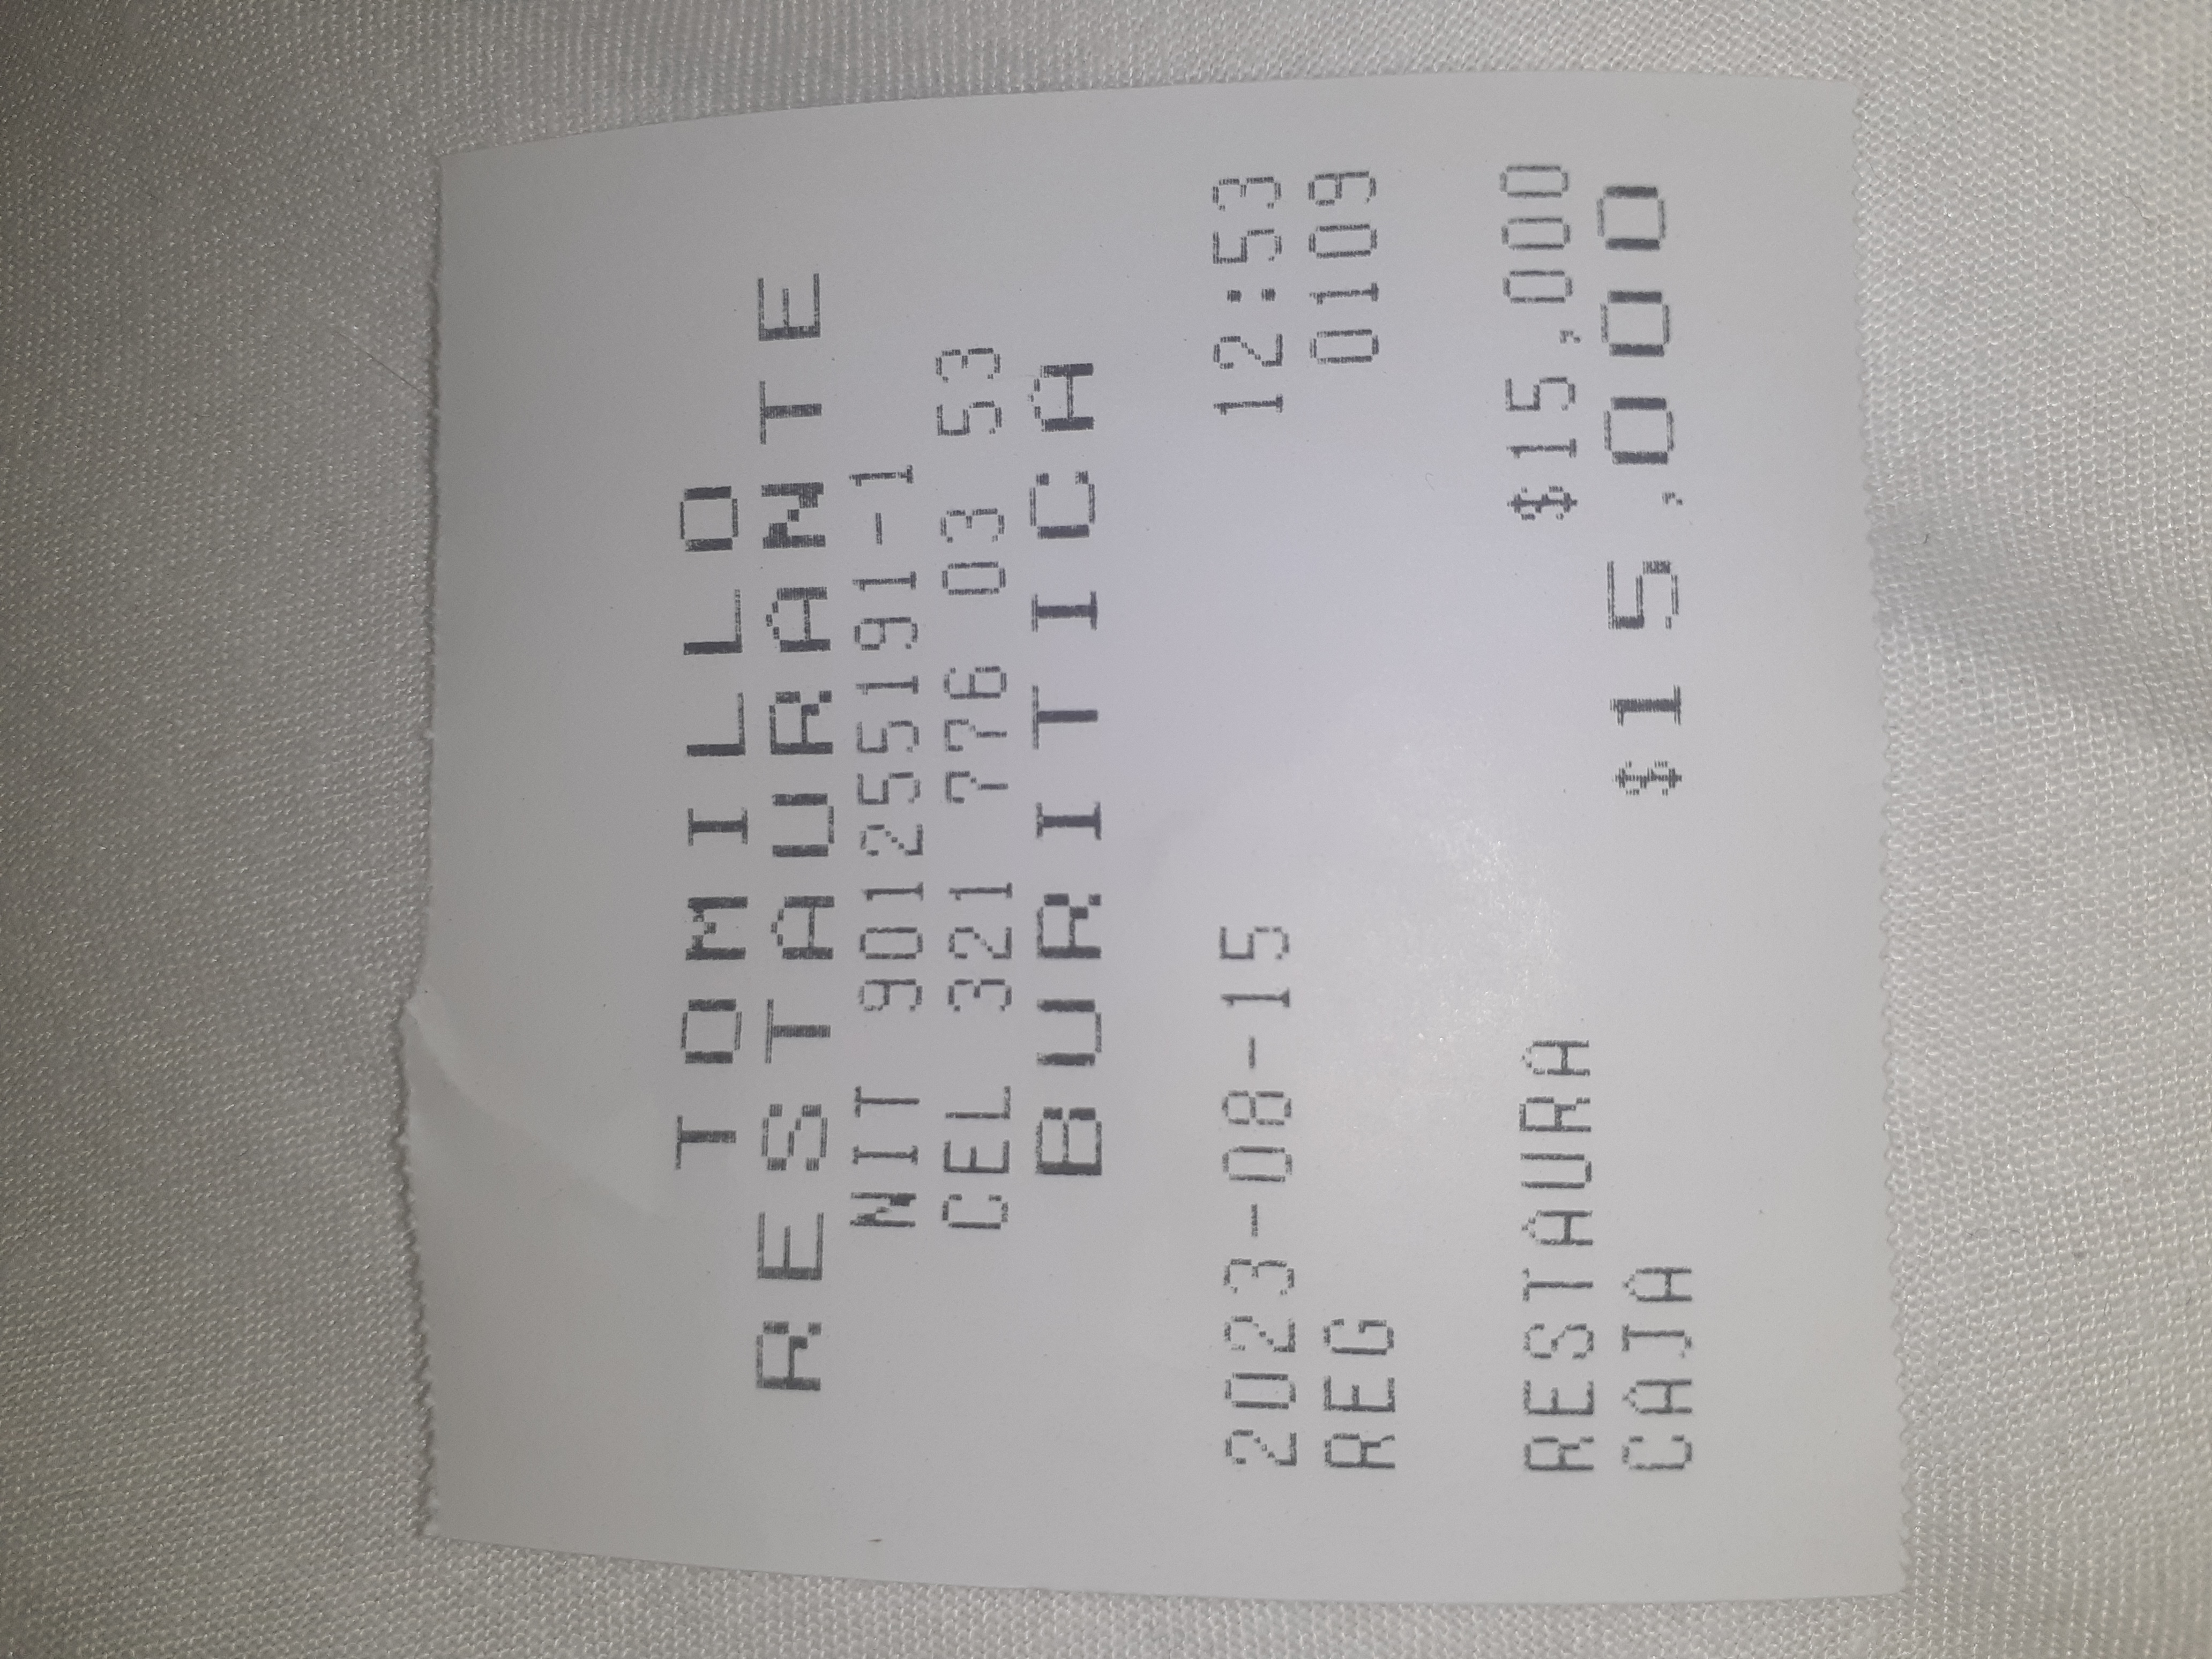 TOMILLO
RESTAURANTE
NIT 901255191-1
CEL 321 776 03 53
BURITICA
2023-08-15 12:53
REG 0109
RESTAURA $15,000
CAJA $15,000